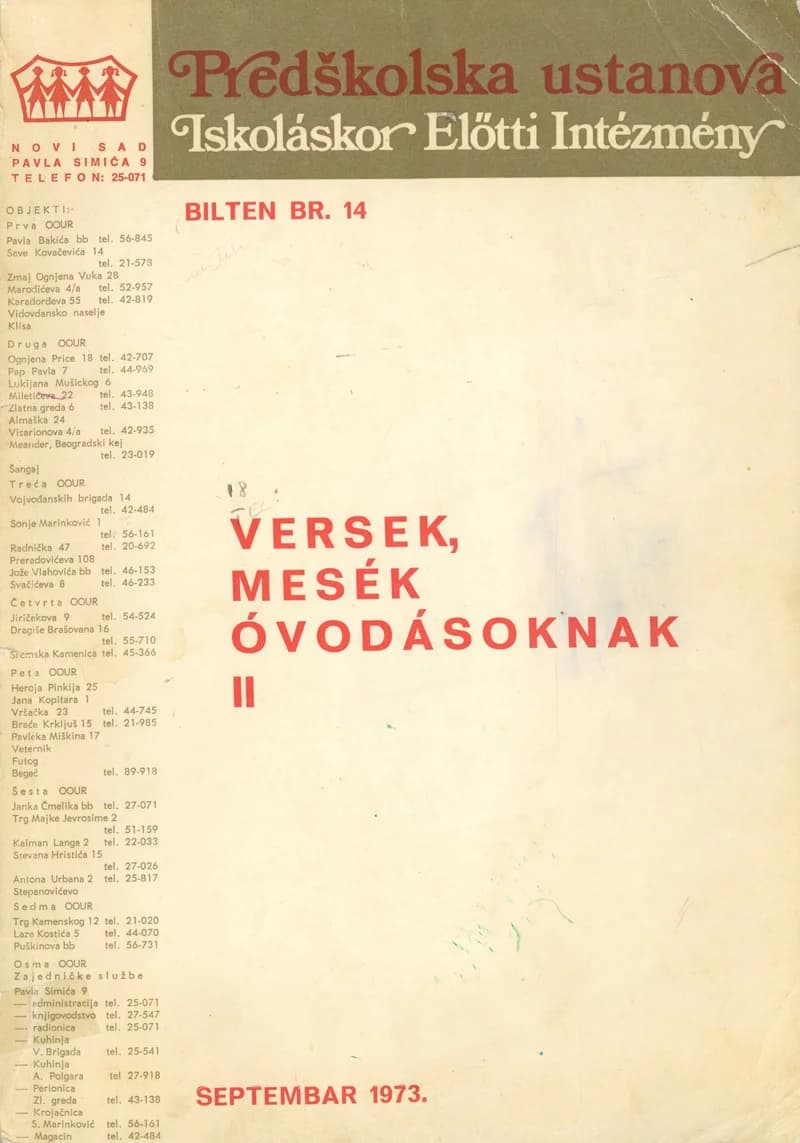 Predškolska ustanova
Iskoláskor Előtti Intézmény
NOVI SAD
PAVLA SIMIĆA 9
TELEFON: 25-071
BILTEN BR. 14
OBJEKTI:
Prva OOUR
Pavla Bakića bb tel. 56-845
Save Kovačevića 14
tel. 21-573
Zmaj Ognjena Vuka 28
Marodićeva 4/a tel. 52-957
Karađorđeva 55 tel. 42-819
Vidovdansko naselje
Klisa
Druga OOUR
Ognjena Price 18 tel. 42-707
Pap Pavla 7 tel. 44-969
Lukijana Mušickog 6
Miletićeva 22 tel. 43-948
Zlatna greda 6 tel. 43-138
Almaška 24
Visarionova 4/a tel. 42-935
Meander, Beogradski kej
tel. 23-019
Šangaj
Treća OOUR
Vojvođanskih brigada 14
tel. 42-484
Sonje Marinković 1
tel. 56-161
Radnička 47 tel. 20-692
Preradovićeva 108
Jože Vlahovića bb tel. 46-153
Svačićeva 8 tel. 46-233
Četvrta OOUR
Jiričekova 9 tel. 54-524
Dragiše Brašovana 16
tel. 55-710
Sremska Kamenica tel. 45-366
Peta OOUR
Heroja Pinkija 25
Jana Kopitara 1
Vršačka 23 tel. 44-745
Braće Krkljuš 15 tel. 21-985
Pavleka Miškina 17
Veternik
Futog
Begeč tel. 89-918
Šesta OOUR
Janka Čmelika bb tel. 27-071
Trg Majke Jevrosime 2
tel. 51-159
Kalman Langa 2 tel. 22-033
Stevana Hristića 15
tel. 27-026
Antona Urbana 2 tel. 25-817
Stepanovićevo
Sedma OOUR
Trg Kamenskog 12 tel. 21-020
Laze Kostića 5 tel. 44-070
Puškinova bb tel. 56-731
Osma OOUR
Zajedničke službe
Pavla Simića 9
— administracija tel. 25-071
— knjigovodstvo tel. 27-547
— radionica tel. 25-071
— Kuhinja
V. Brigada tel. 25-541
— Kuhinja
A. Polgara tel 27-918
— Perionica
Zl. greda tel. 43-138
— Krojačnica
S. Marinković tel. 56-161
— Magacin tel. 42-484
18
VERSEK,
MESÉK
ÓVODÁSOKNAK
II
SEPTEMBAR 1973.